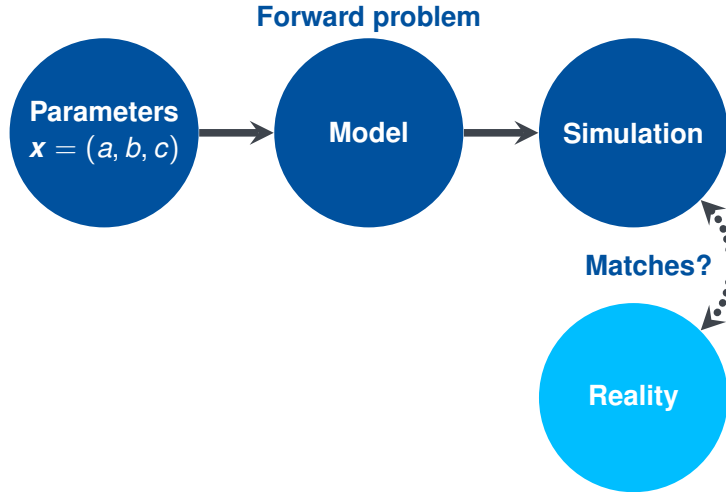 Forward problem
Parameters
x = (a, b, c)
Model
Simulation
Matches?
Reality